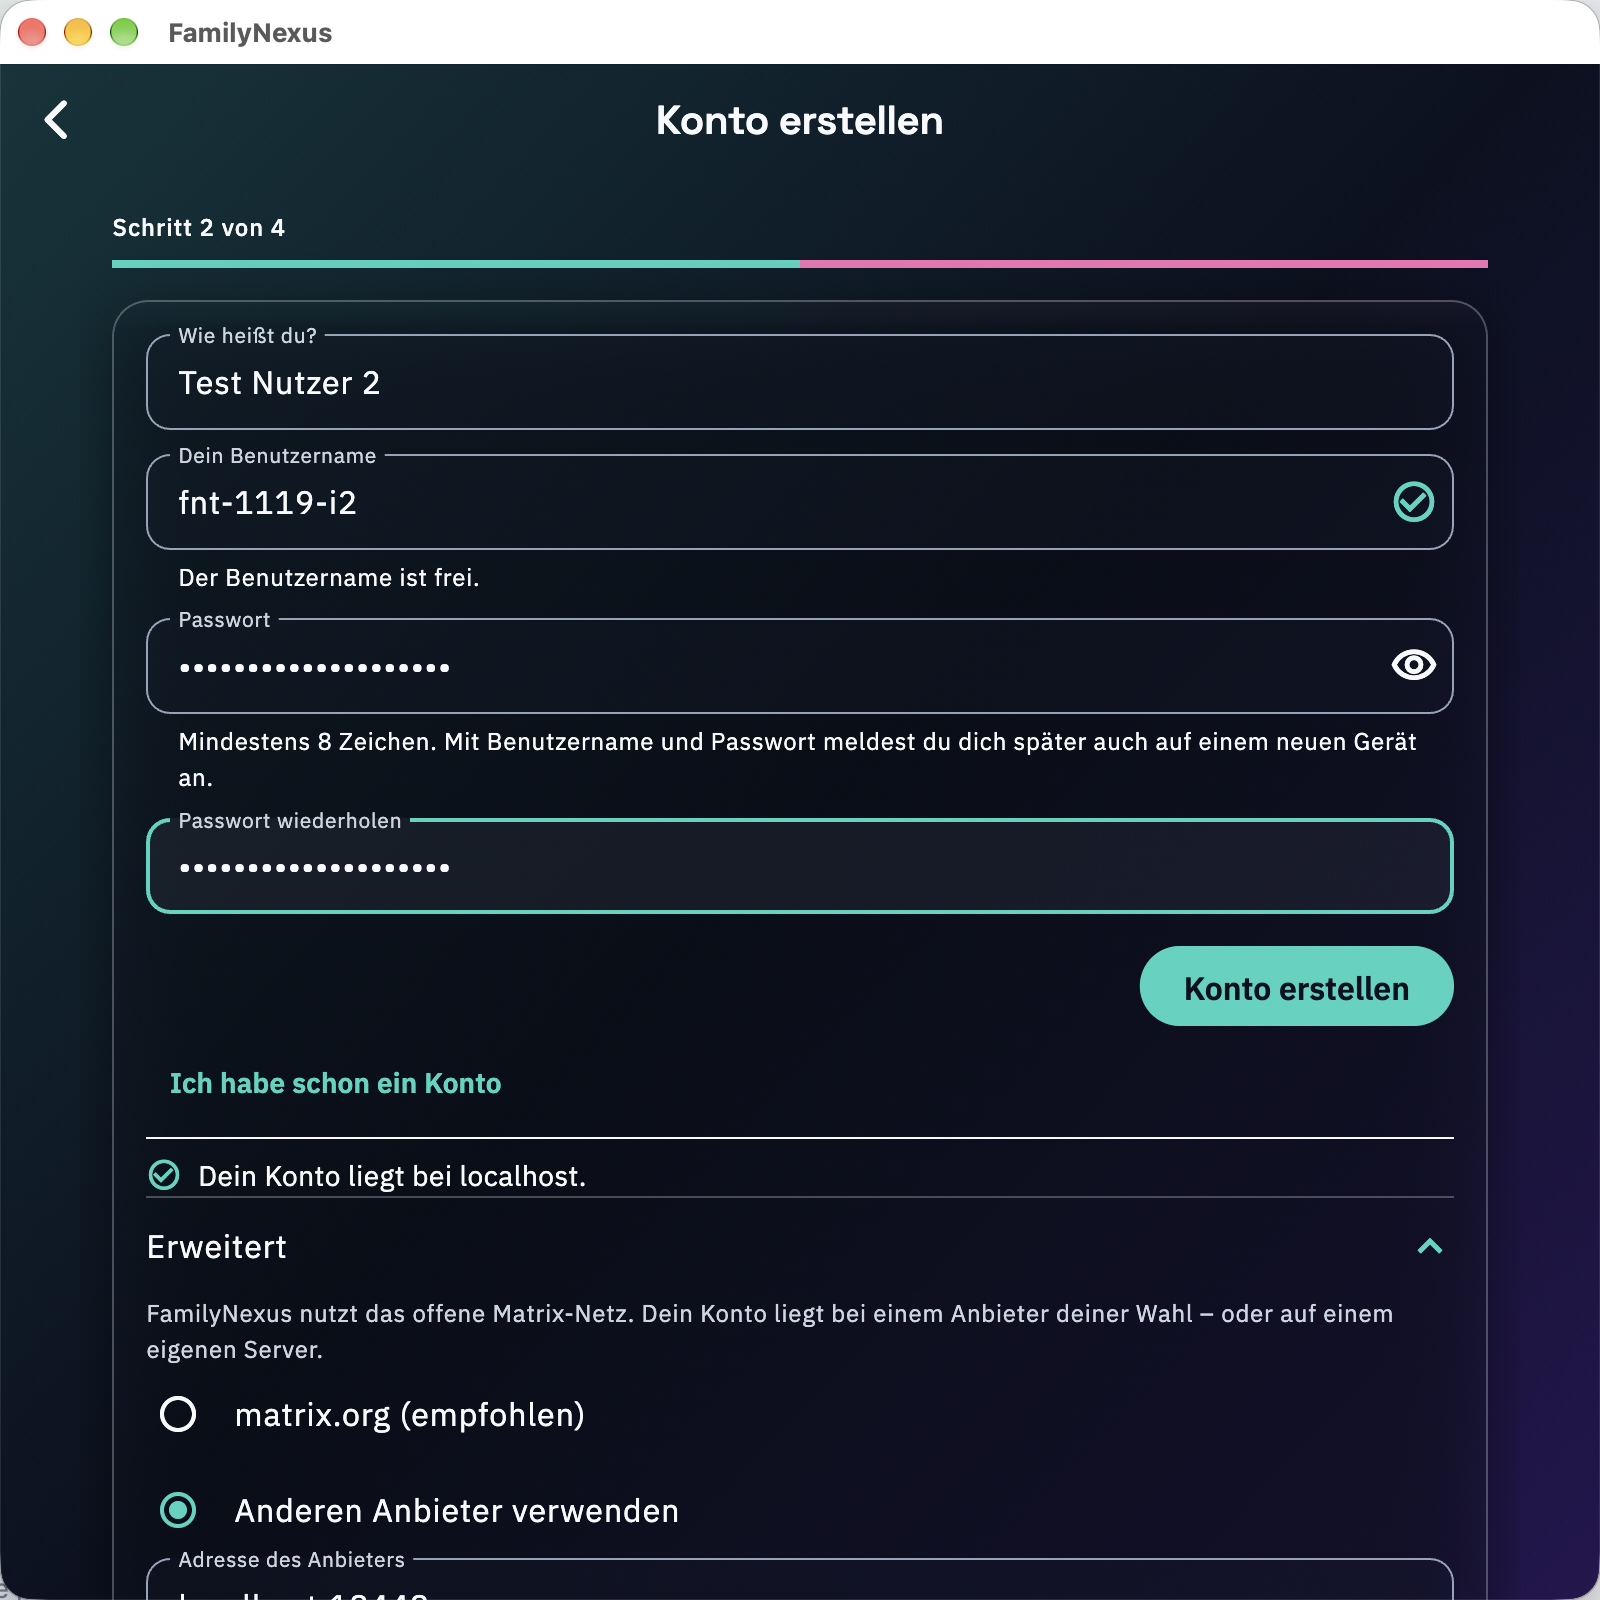 FamilyNexus
Konto erstellen
Schritt 2 von 4
Wie heißt du?
Test Nutzer 2
Dein Benutzername
fnt-1119-i2
Der Benutzername ist frei.
Passwort
••••••••••••••••••••
Mindestens 8 Zeichen. Mit Benutzername und Passwort meldest du dich später auch auf einem neuen Gerät
an.
Passwort wiederholen
••••••••••••••••••••
Konto erstellen
Ich habe schon ein Konto
Dein Konto liegt bei localhost.
Erweitert
FamilyNexus nutzt das offene Matrix-Netz. Dein Konto liegt bei einem Anbieter deiner Wahl – oder auf einem
eigenen Server.
matrix.org (empfohlen)
Anderen Anbieter verwenden
Adresse des Anbieters